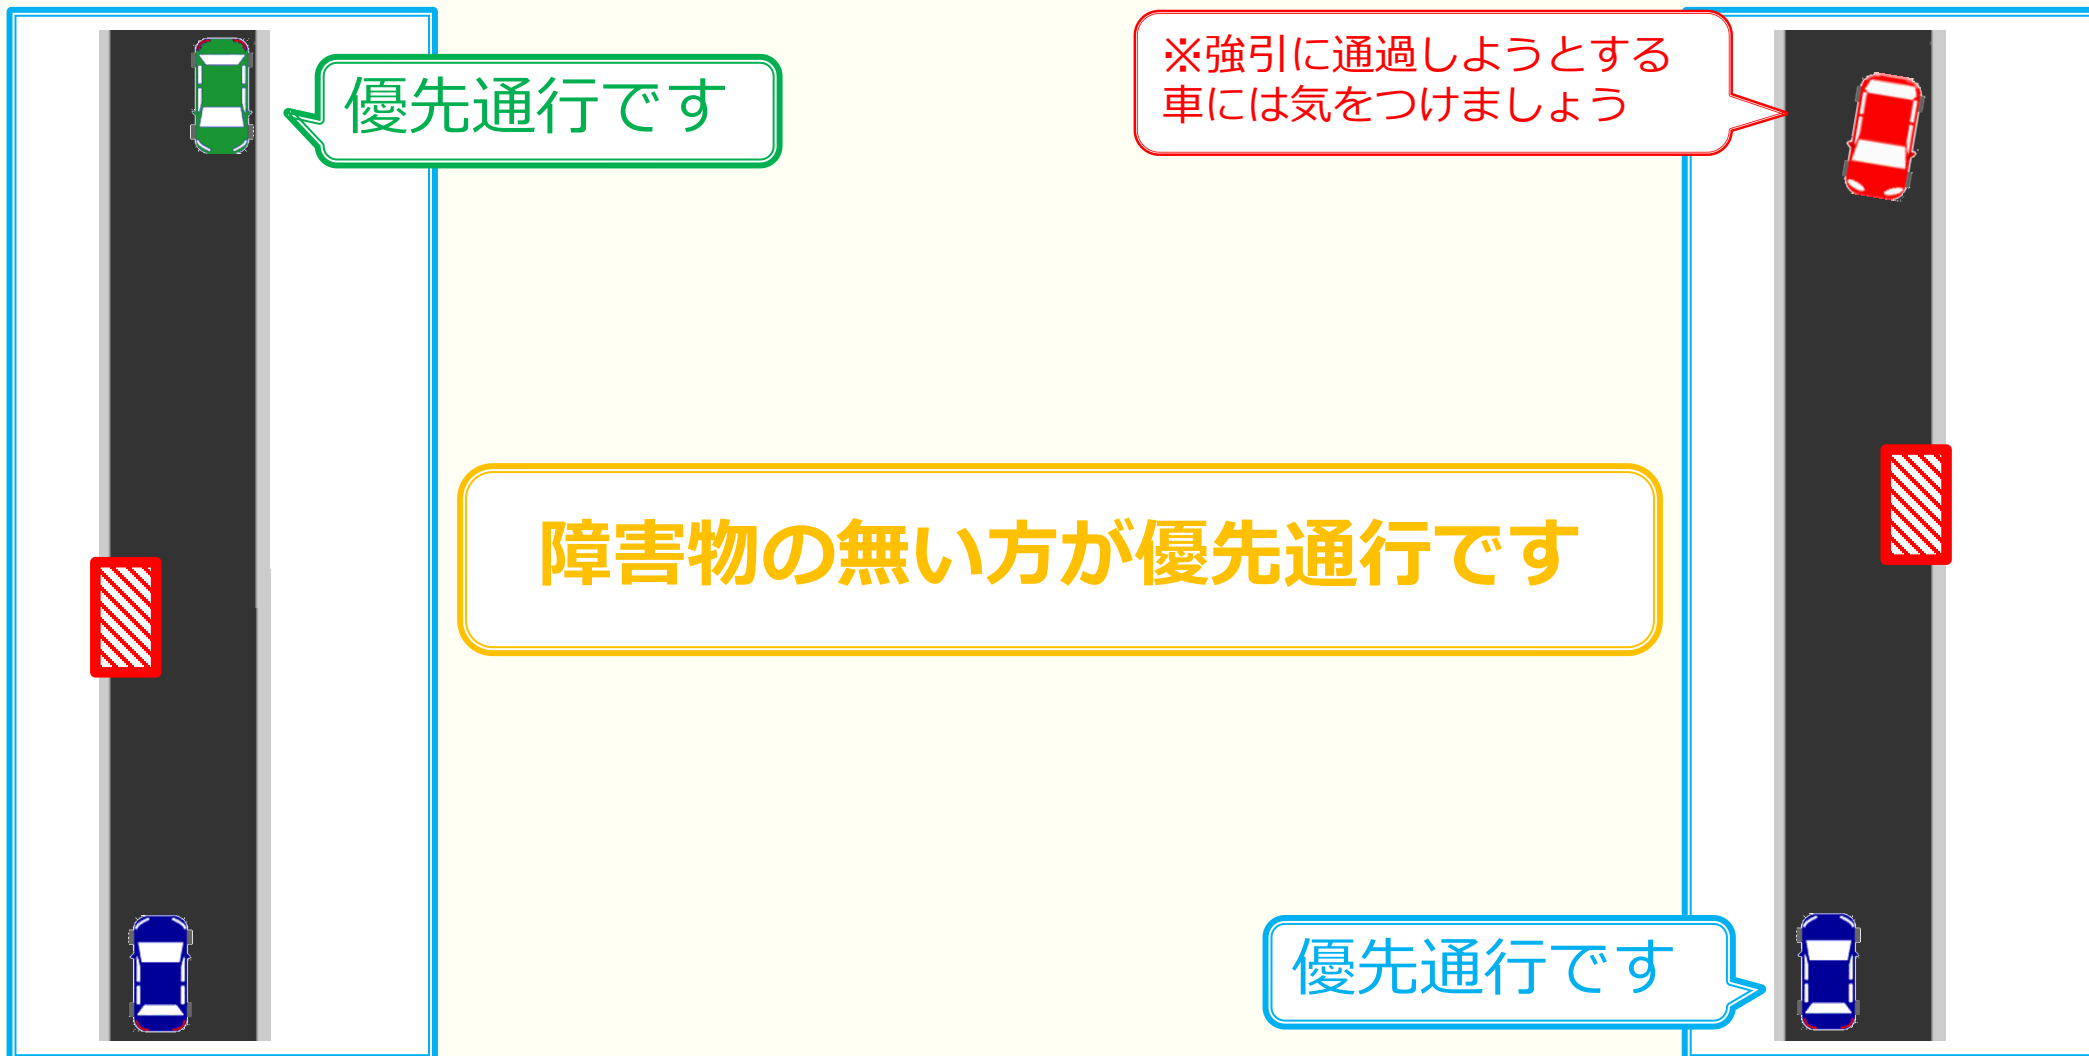 優先通行です
※強引に通過しようとする
車には気をつけましょう
障害物の無い方が優先通行です
優先通行です